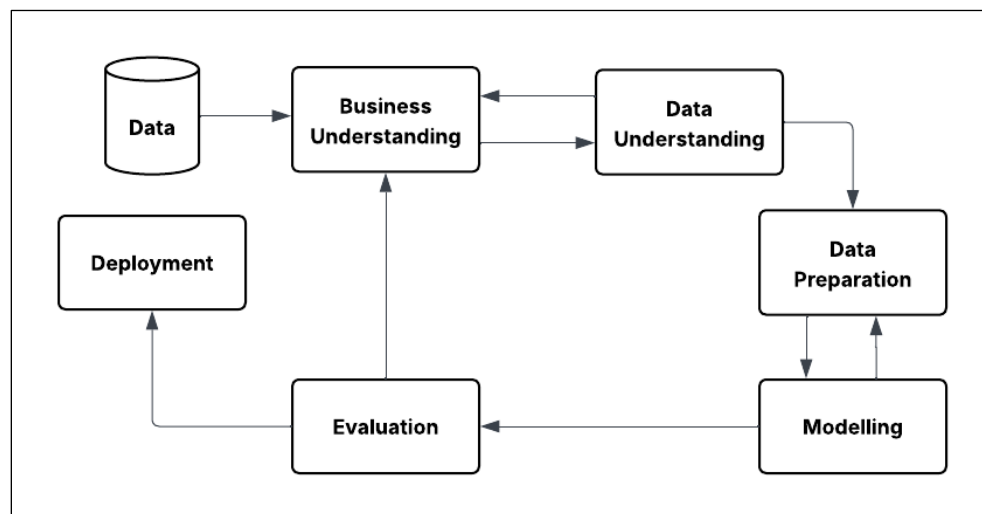 Data
Business
Understanding
Data
Understanding
Deployment
Data
Preparation
Evaluation
Modelling